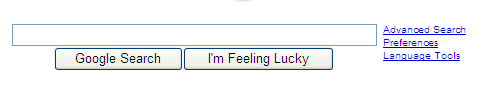 Advanced Search
Preferences
Language Tools
Google Search I'm Feeling Lucky